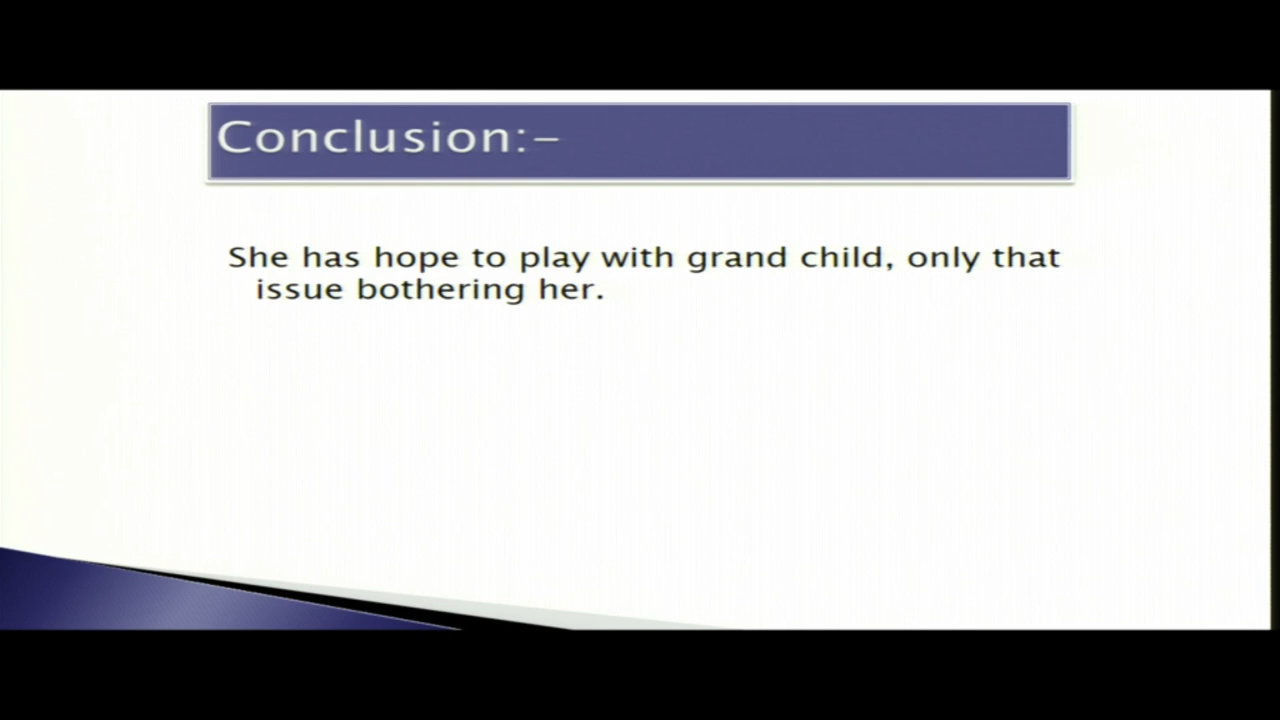 Conclusion:–
She has hope to play with grand child, only that
issue bothering her.